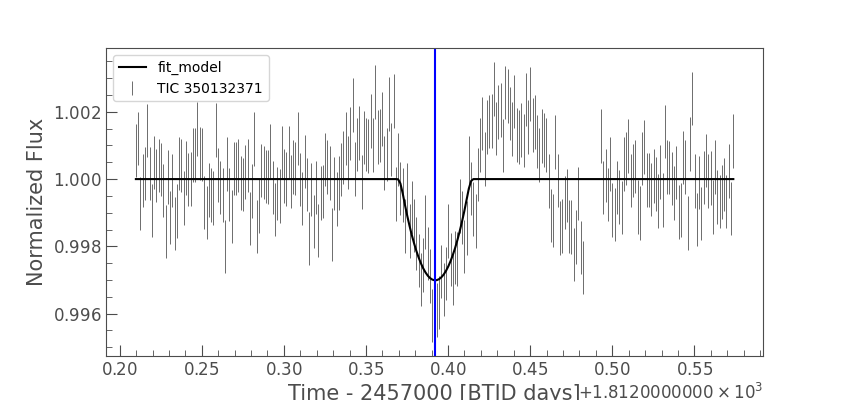 fit_model
TIC 350132371
Normalized Flux
1.002
1.000
0.998
0.996
0.20 0.25 0.30 0.35 0.40 0.45 0.50 0.55
Time - 2457000 [BTJD days]
+1.8120000000 × 10³